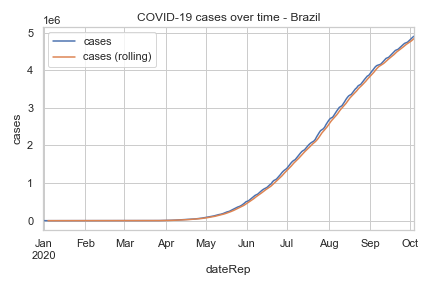 COVID-19 cases over time - Brazil
1e6
cases
cases (rolling)
5
4
3
2
1
0
cases
Jan Feb Mar Apr May Jun Jul Aug Sep Oct
2020
dateRep